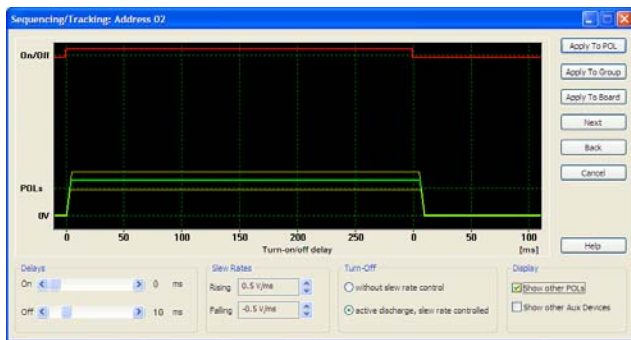 Sequencing/Tracking: Address 02
On/Off
POLs
0V
0 50 100 150 200 250 0 50 100
Turn-on/off delay [ms]
Apply To POL
Apply To Group
Apply To Board
Next
Back
Cancel
Help
Delays
On 0 ms
Off 10 ms
Slew Rates
Rising 0.5 V/ms
Falling -0.5 V/ms
Turn-Off
without slew rate control
active discharge, slew rate controlled
Display
Show other POLs
Show other Aux Devices